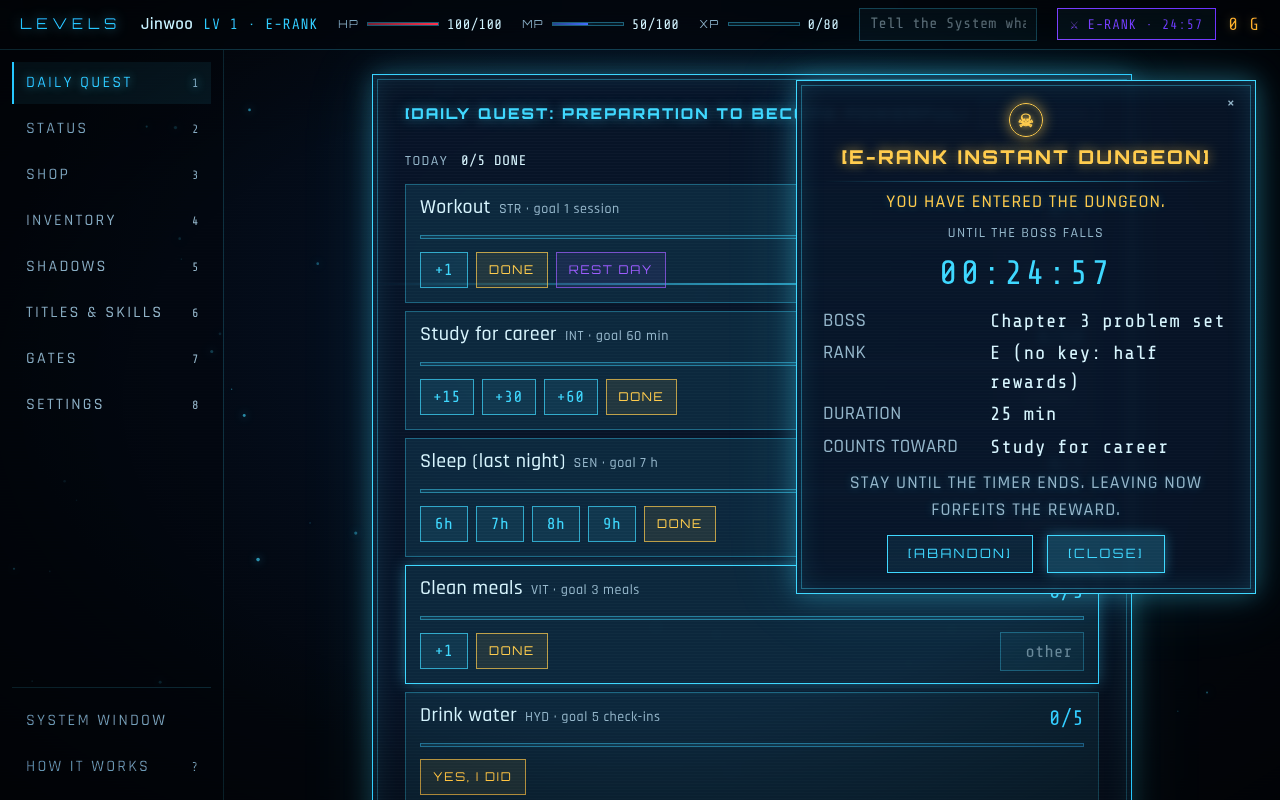 LEVELS Jinwoo LV 1 · E-RANK HP 100/100 MP 50/100 XP 0/80 Tell the System wha ⚔ E-RANK · 24:57 0 G
DAILY QUEST 1
STATUS 2
SHOP 3
INVENTORY 4
SHADOWS 5
TITLES & SKILLS 6
GATES 7
SETTINGS 8
SYSTEM WINDOW
HOW IT WORKS ?
[DAILY QUEST: PREPARATION TO BEC
TODAY 0/5 DONE
Workout STR · goal 1 session
+1 DONE REST DAY
Study for career INT · goal 60 min
+15 +30 +60 DONE
Sleep (last night) SEN · goal 7 h
6h 7h 8h 9h DONE
Clean meals VIT · goal 3 meals
+1 DONE other
Drink water HYD · goal 5 check-ins 0/5
YES, I DID
×
[E-RANK INSTANT DUNGEON]
YOU HAVE ENTERED THE DUNGEON.
UNTIL THE BOSS FALLS
00:24:57
BOSS Chapter 3 problem set
RANK E (no key: half
rewards)
DURATION 25 min
COUNTS TOWARD Study for career
STAY UNTIL THE TIMER ENDS. LEAVING NOW
FORFEITS THE REWARD.
[ABANDON] [CLOSE]